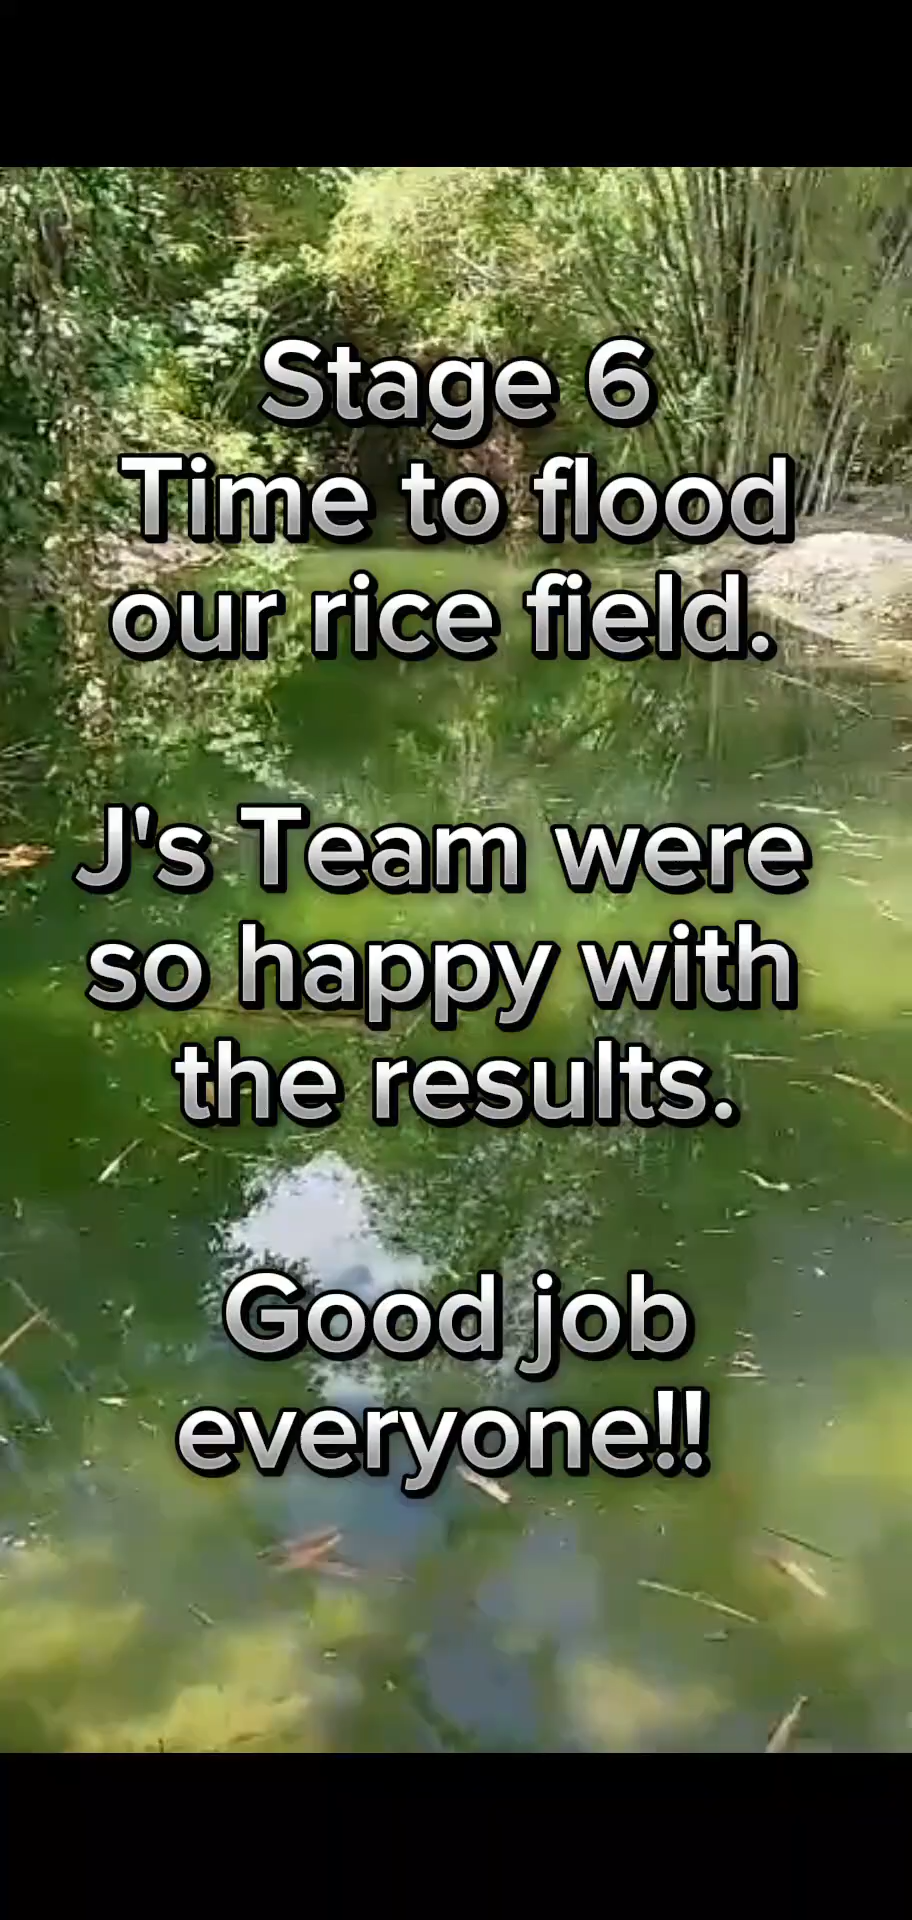 Stage 6
Time to flood
our rice field.
J's Team were
so happy with
the results.
Good job
everyone!!